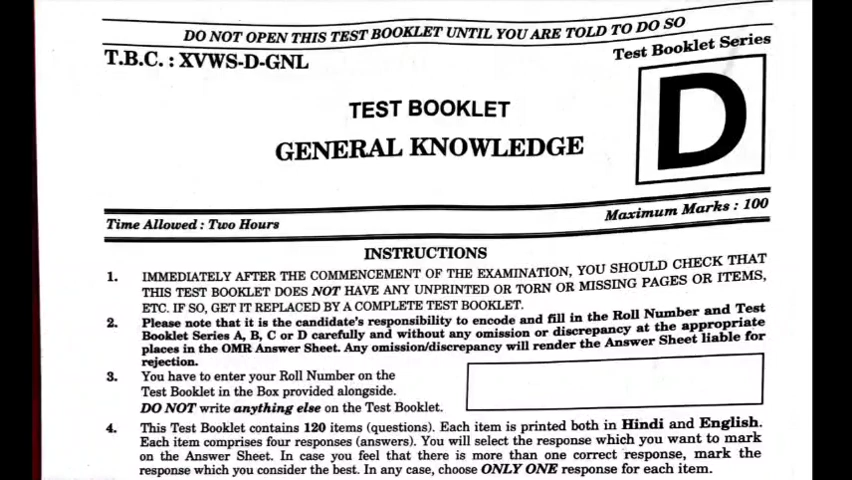 DO NOT OPEN THIS TEST BOOKLET UNTIL YOU ARE TOLD TO DO SO
T.B.C. : XVWS-D-GNL
Test Booklet Series
D
TEST BOOKLET
GENERAL KNOWLEDGE
Time Allowed : Two Hours
Maximum Marks : 100
INSTRUCTIONS
1. IMMEDIATELY AFTER THE COMMENCEMENT OF THE EXAMINATION, YOU SHOULD CHECK THAT
THIS TEST BOOKLET DOES NOT HAVE ANY UNPRINTED OR TORN OR MISSING PAGES OR ITEMS,
ETC. IF SO, GET IT REPLACED BY A COMPLETE TEST BOOKLET.
2. Please note that it is the candidate's responsibility to encode and fill in the Roll Number and Test
Booklet Series A, B, C or D carefully and without any omission or discrepancy at the appropriate
places in the OMR Answer Sheet. Any omission/discrepancy will render the Answer Sheet liable for
rejection.
3. You have to enter your Roll Number on the
Test Booklet in the Box provided alongside.
DO NOT write anything else on the Test Booklet.
4. This Test Booklet contains 120 items (questions). Each item is printed both in Hindi and English.
Each item comprises four responses (answers). You will select the response which you want to mark
on the Answer Sheet. In case you feel that there is more than one correct response, mark the
response which you consider the best. In any case, choose ONLY ONE response for each item.